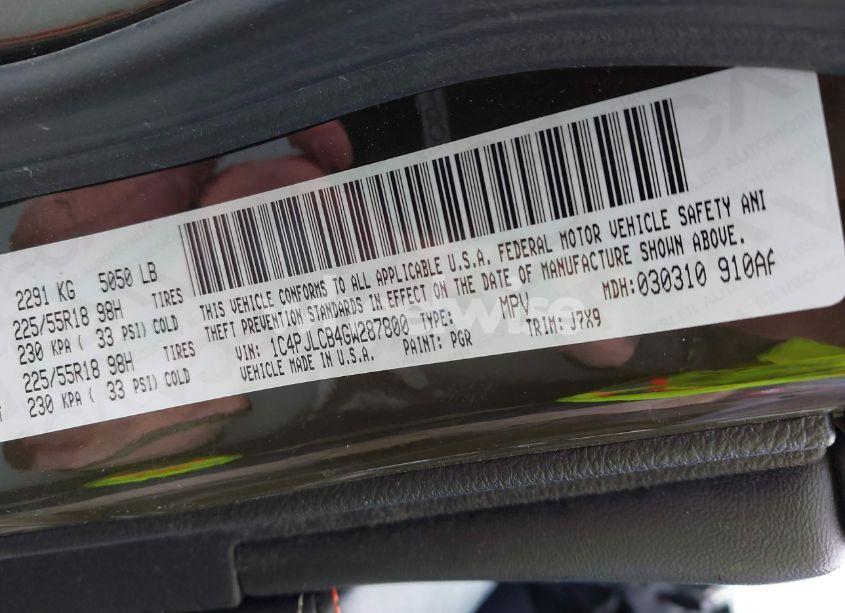 2291 KG 5050 LB
225/55R18 98H TIRES
230 KPA ( 33 PSI) COLD
225/55R18 98H TIRES
230 KPA ( 33 PSI) COLD
THIS VEHICLE CONFORMS TO ALL APPLICABLE U.S.A. FEDERAL MOTOR VEHICLE SAFETY AN
THEFT PREVENTION STANDARDS IN EFFECT ON THE DATE OF MANUFACTURE SHOWN ABOVE.
VIN: 1C4PJLCB4GW287800 TYPE: MPV MDH:030310 910AA
VEHICLE MADE IN U.S.A. PAINT: PGR TRIM:J7X9